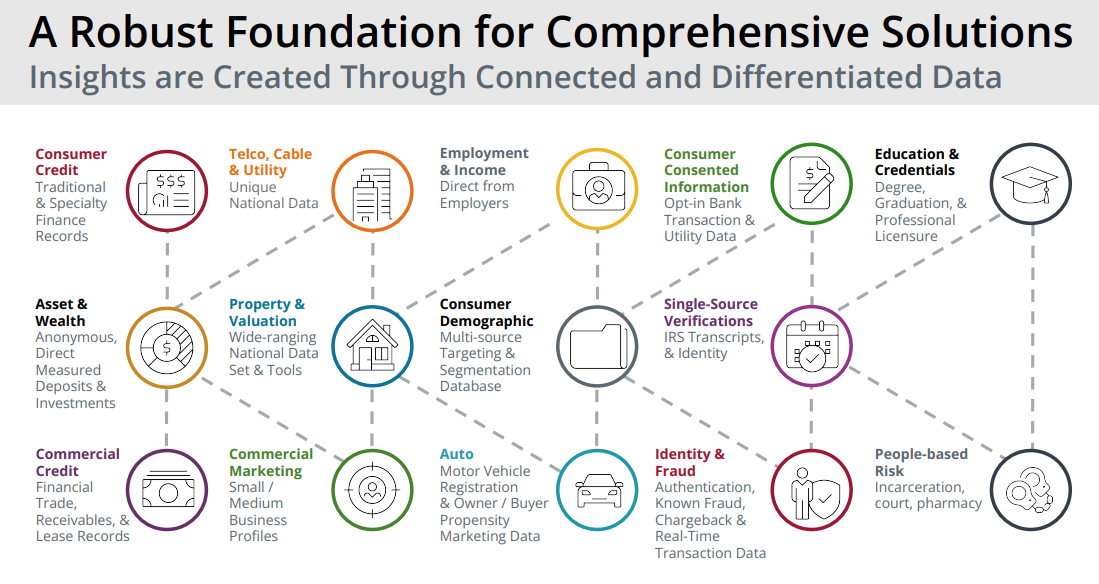 A Robust Foundation for Comprehensive Solutions
Insights are Created Through Connected and Differentiated Data
Consumer
Credit
Traditional
& Specialty
Finance
Records
$$$
Telco, Cable
& Utility
Unique
National Data
Employment
& Income
Direct from
Employers
Consumer
Consented
Information
Opt-in Bank
Transaction &
Utility Data
$
Education &
Credentials
Degree,
Graduation, &
Professional
Licensure
Asset &
Wealth
Anonymous,
Direct
Measured
Deposits &
Investments
$
Property &
Valuation
Wide-ranging
National Data
Set & Tools
Consumer
Demographic
Multi-source
Targeting &
Segmentation
Database
Single-Source
Verifications
IRS Transcripts,
& Identity
Commercial
Credit
Financial
Trade,
Receivables, &
Lease Records
Commercial
Marketing
Small /
Medium
Business
Profiles
Auto
Motor Vehicle
Registration
& Owner / Buyer
Propensity
Marketing Data
Identity &
Fraud
Authentication,
Known Fraud,
Chargeback &
Real-Time
Transaction Data
People-based
Risk
Incarceration,
court, pharmacy